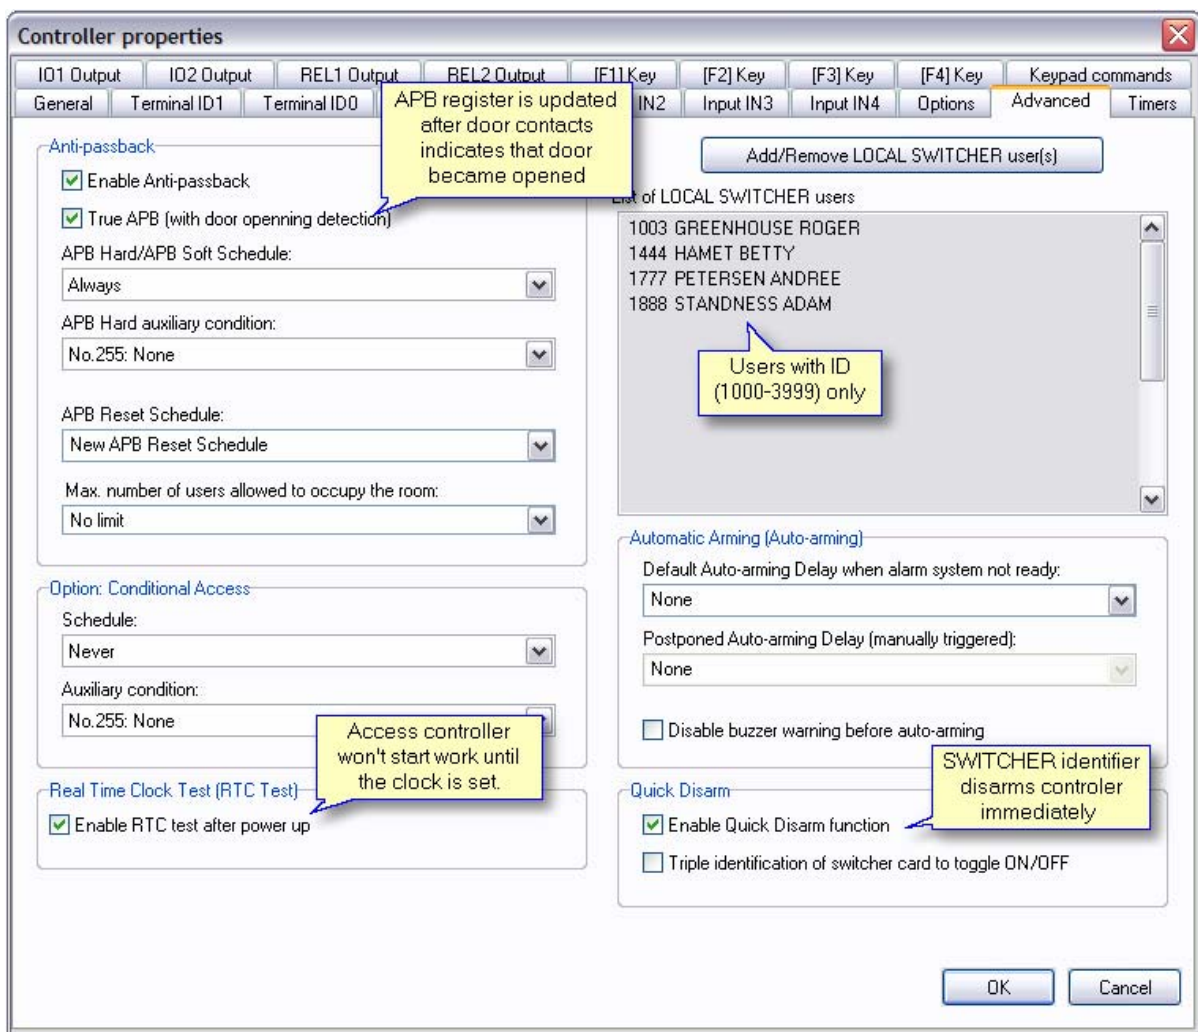 Controller properties
IO1 Output IO2 Output REL1 Output REL2 Output [F1] Key [F2] Key [F3] Key [F4] Key Keypad commands
General Terminal ID1 Terminal ID0 IN2 Input IN3 Input IN4 Options Advanced Timers
APB register is updated
after door contacts
indicates that door
became opened
Anti-passback
Enable Anti-passback
True APB (with door openning detection)
APB Hard/APB Soft Schedule:
Always
APB Hard auxiliary condition:
No.255: None
APB Reset Schedule:
New APB Reset Schedule
Max. number of users allowed to occupy the room:
No limit
Option: Conditional Access
Schedule:
Never
Auxiliary condition:
No.255: None
Access controller
won't start work until
the clock is set.
Real Time Clock Test (RTC Test)
Enable RTC test after power up
Add/Remove LOCAL SWITCHER user(s)
List of LOCAL SWITCHER users
1003 GREENHOUSE ROGER
1444 HAMET BETTY
1777 PETERSEN ANDREE
1888 STANDNESS ADAM
Users with ID
(1000-3999) only
Automatic Arming (Auto-arming)
Default Auto-arming Delay when alarm system not ready:
None
Postponed Auto-arming Delay (manually triggered):
None
Disable buzzer warning before auto-arming
SWITCHER identifier
disarms controler
immediately
Quick Disarm
Enable Quick Disarm function
Triple identification of switcher card to toggle ON/OFF
OK Cancel